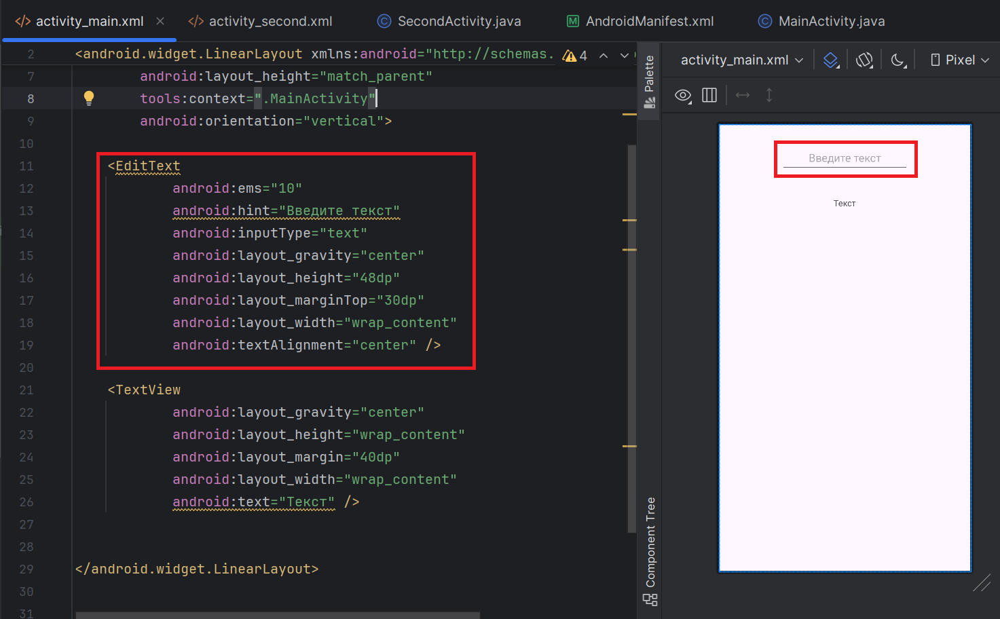 activity_main.xml
activity_second.xml
SecondActivity.java
AndroidManifest.xml
MainActivity.java
2 <android.widget.LinearLayout xmlns:android="http://schemas.
4
7 android:layout_height="match_parent"
8 tools:context=".MainActivity"
9 android:orientation="vertical">
10
11 <EditText
12 android:ems="10"
13 android:hint="Введите текст"
14 android:inputType="text"
15 android:layout_gravity="center"
16 android:layout_height="48dp"
17 android:layout_marginTop="30dp"
18 android:layout_width="wrap_content"
19 android:textAlignment="center" />
20
21 <TextView
22 android:layout_gravity="center"
23 android:layout_height="wrap_content"
24 android:layout_margin="40dp"
25 android:layout_width="wrap_content"
26 android:text="Текст" />
27
28
29 </android.widget.LinearLayout>
30
31
Palette
Component Tree
activity_main.xml
Pixel
Введите текст
Текст